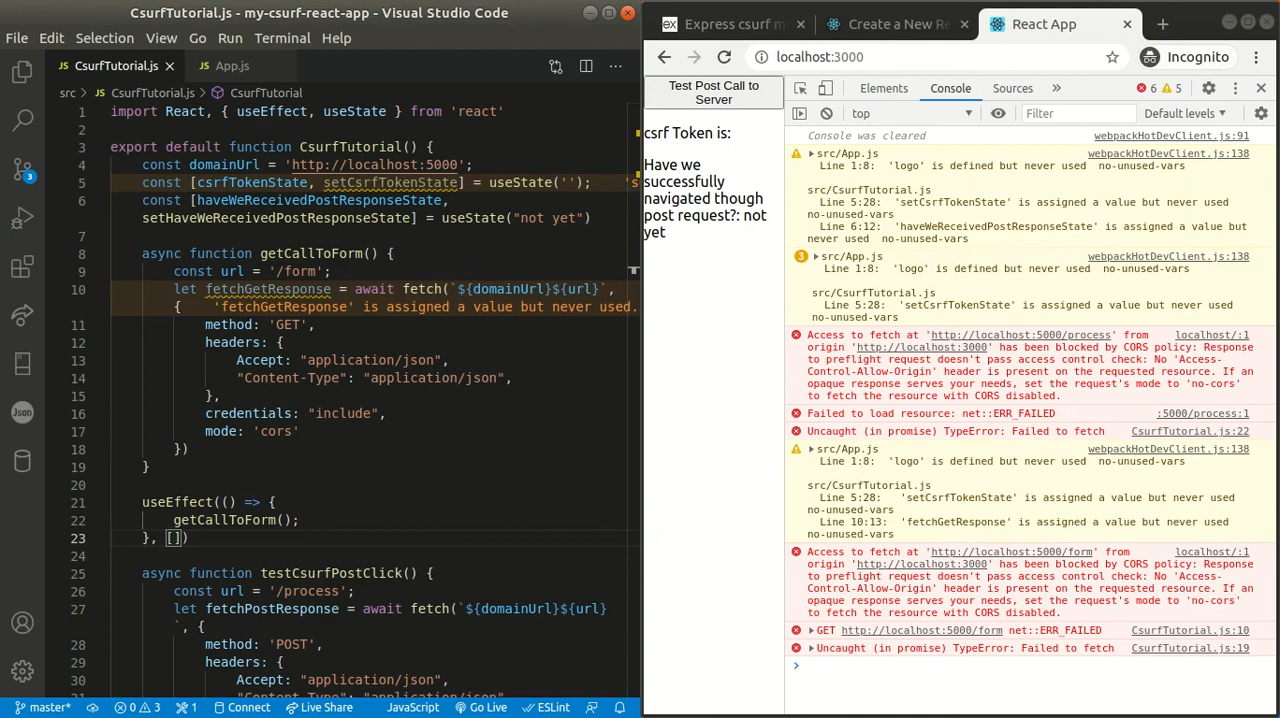 CsurfTutorial.js - my-csurf-react-app - Visual Studio Code
File Edit Selection View Go Run Terminal Help
CsurfTutorial.js App.js
src > CsurfTutorial.js > CsurfTutorial
1 import React, { useEffect, useState } from 'react'
2
3 export default function CsurfTutorial() {
4 const domainUrl = 'http://localhost:5000';
5 const [csrfTokenState, setCsrfTokenState] = useState(''); 's
6 const [haveWeReceivedPostResponseState,
setHaveWeReceivedPostResponseState] = useState("not yet")
7
8 async function getCallToForm() {
9 const url = '/form';
10 let fetchGetResponse = await fetch(`${domainUrl}${url}`,
{ 'fetchGetResponse' is assigned a value but never used.
11 method: 'GET',
12 headers: {
13 Accept: "application/json",
14 "Content-Type": "application/json",
15 },
16 credentials: "include",
17 mode: 'cors'
18 })
19 }
20
21 useEffect(() => {
22 getCallToForm();
23 }, [])
24
25 async function testCsurfPostClick() {
26 const url = '/process';
27 let fetchPostResponse = await fetch(`${domainUrl}${url}
`, {
28 method: 'POST',
29 headers: {
30 Accept: "application/json",
31 "Content-Type": "application/json"
3
Json
master* 0 3 1 Connect Live Share JavaScript Go Live ESLint
ex Express csurf m Create a New Re React App
localhost:3000 Incognito
Test Post Call to
Server
csrf Token is:
Have we
successfully
navigated though
post request?: not
yet
Elements Console Sources » 6 5
top Filter Default levels
Console was cleared webpackHotDevClient.js:91
src/App.js webpackHotDevClient.js:138
Line 1:8: 'logo' is defined but never used no-unused-vars
src/CsurfTutorial.js
Line 5:28: 'setCsrfTokenState' is assigned a value but never used
no-unused-vars
Line 6:12: 'haveWeReceivedPostResponseState' is assigned a value but
never used no-unused-vars
3 src/App.js webpackHotDevClient.js:138
Line 1:8: 'logo' is defined but never used no-unused-vars
src/CsurfTutorial.js
Line 5:28: 'setCsrfTokenState' is assigned a value but never used
no-unused-vars
Access to fetch at 'http://localhost:5000/process' from localhost/:1
origin 'http://localhost:3000' has been blocked by CORS policy: Response
to preflight request doesn't pass access control check: No 'Access-
Control-Allow-Origin' header is present on the requested resource. If an
opaque response serves your needs, set the request's mode to 'no-cors'
to fetch the resource with CORS disabled.
Failed to load resource: net::ERR_FAILED :5000/process:1
Uncaught (in promise) TypeError: Failed to fetch CsurfTutorial.js:22
src/App.js webpackHotDevClient.js:138
Line 1:8: 'logo' is defined but never used no-unused-vars
src/CsurfTutorial.js
Line 5:28: 'setCsrfTokenState' is assigned a value but never used
no-unused-vars
Line 10:13: 'fetchGetResponse' is assigned a value but never used
no-unused-vars
Access to fetch at 'http://localhost:5000/form' from localhost/:1
origin 'http://localhost:3000' has been blocked by CORS policy: Response
to preflight request doesn't pass access control check: No 'Access-
Control-Allow-Origin' header is present on the requested resource. If an
opaque response serves your needs, set the request's mode to 'no-cors'
to fetch the resource with CORS disabled.
GET http://localhost:5000/form net::ERR_FAILED CsurfTutorial.js:10
Uncaught (in promise) TypeError: Failed to fetch CsurfTutorial.js:19